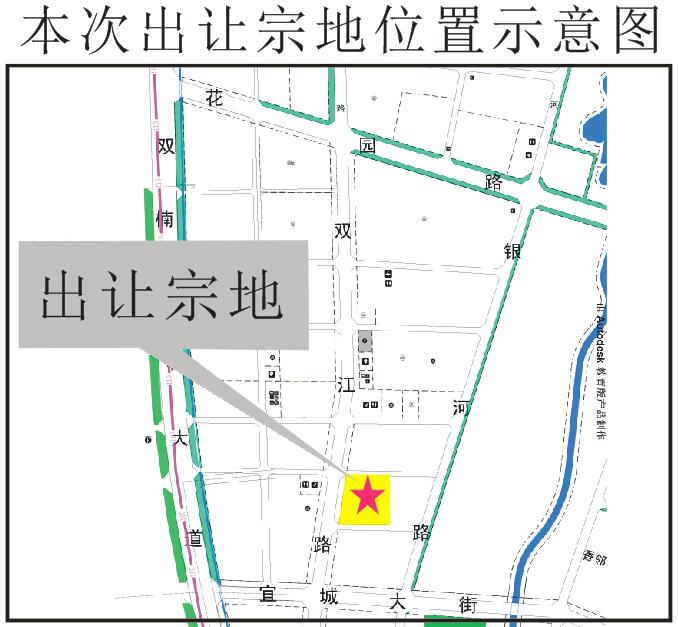 本次出让宗地位置示意图
花园路
双楠大道
双江路
银河路
出让宗地
宜城大街
由 Autodesk 教育版产品制作
香邻